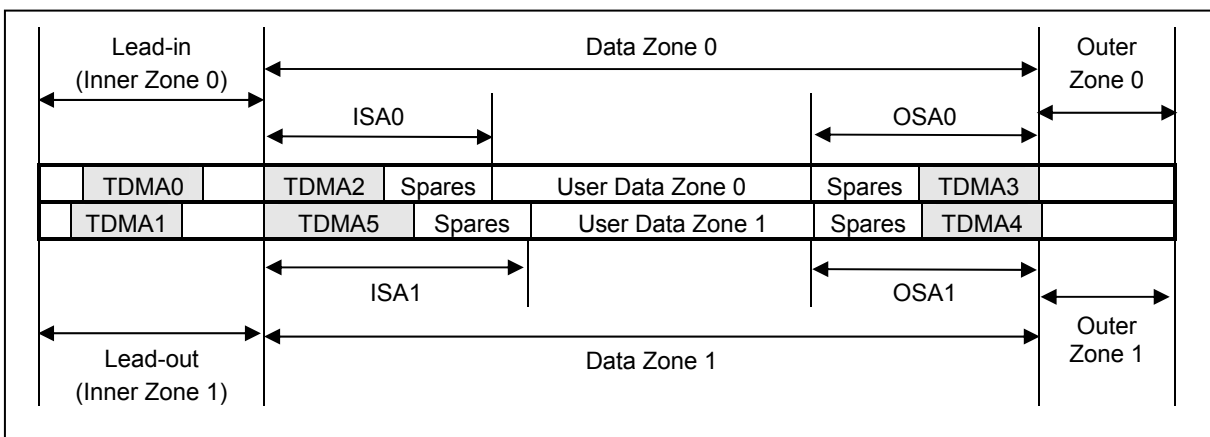 Lead-in
(Inner Zone 0)
Data Zone 0
Outer
Zone 0
ISA0
OSA0
TDMA0
TDMA2
Spares
User Data Zone 0
Spares
TDMA3
TDMA1
TDMA5
Spares
User Data Zone 1
Spares
TDMA4
ISA1
OSA1
Lead-out
(Inner Zone 1)
Data Zone 1
Outer
Zone 1